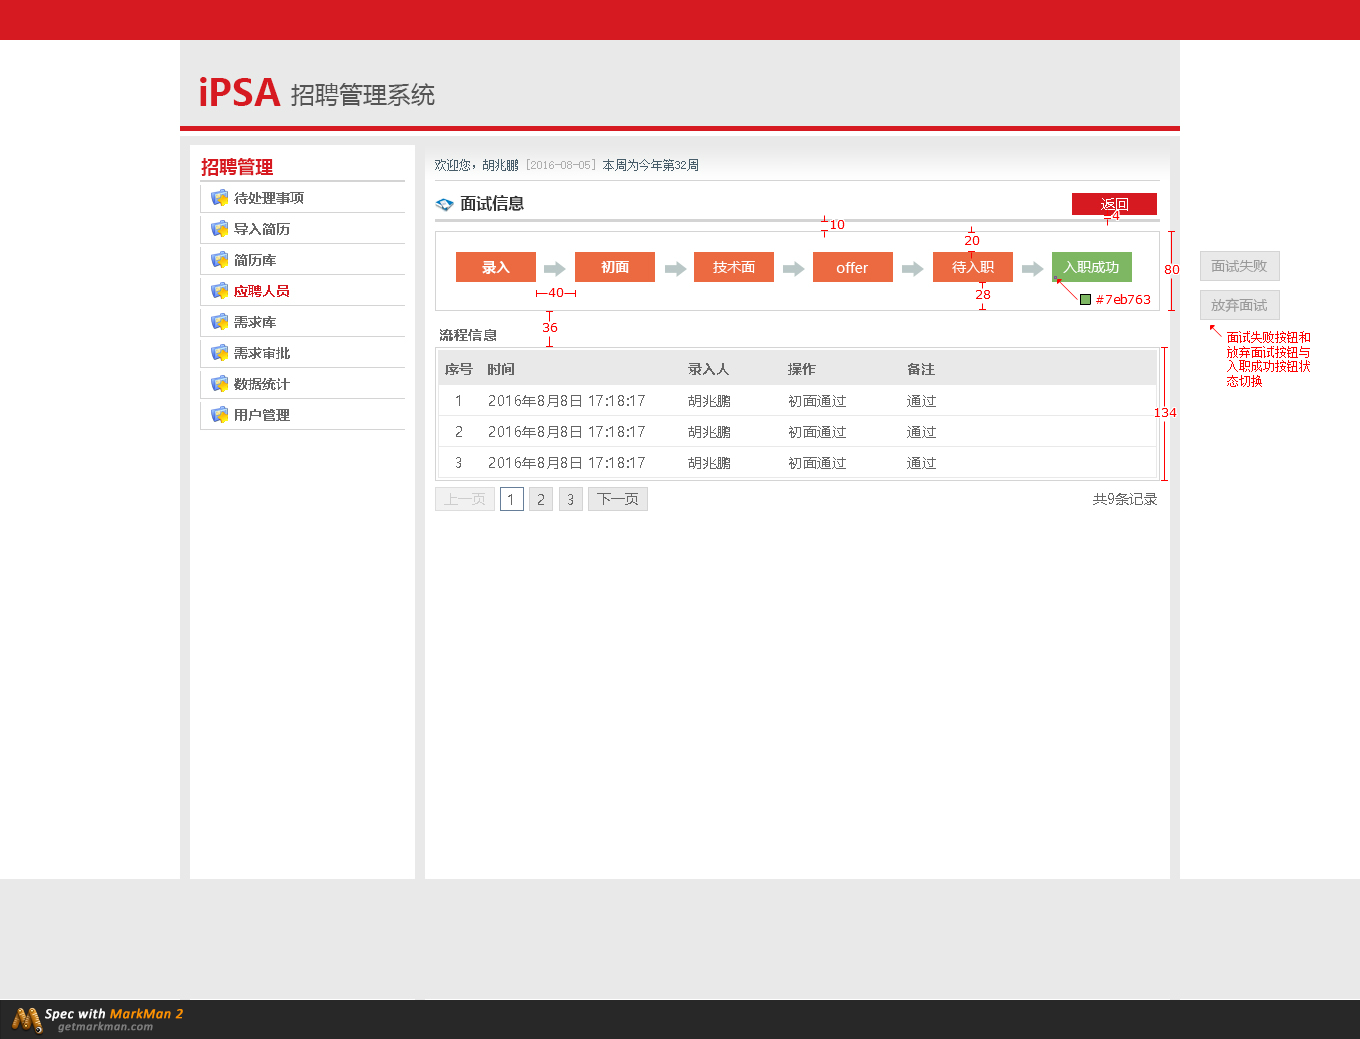 iPSA 招聘管理系统
招聘管理
待处理事项
导入简历
简历库
应聘人员
需求库
需求审批
数据统计
用户管理
欢迎您，胡兆鹏 [2016-08-05] 本周为今年第32周
面试信息
返回
4
10
20
录入
初面
技术面
offer
待入职
入职成功
80
40
28
#7eb763
面试失败
放弃面试
面试失败按钮和
放弃面试按钮与
入职成功按钮状
态切换
36
流程信息
序号 时间 录入人 操作 备注
1 2016年8月8日 17:18:17 胡兆鹏 初面通过 通过
134
2 2016年8月8日 17:18:17 胡兆鹏 初面通过 通过
3 2016年8月8日 17:18:17 胡兆鹏 初面通过 通过
上一页 1 2 3 下一页 共9条记录
Spec with MarkMan 2
getmarkman.com